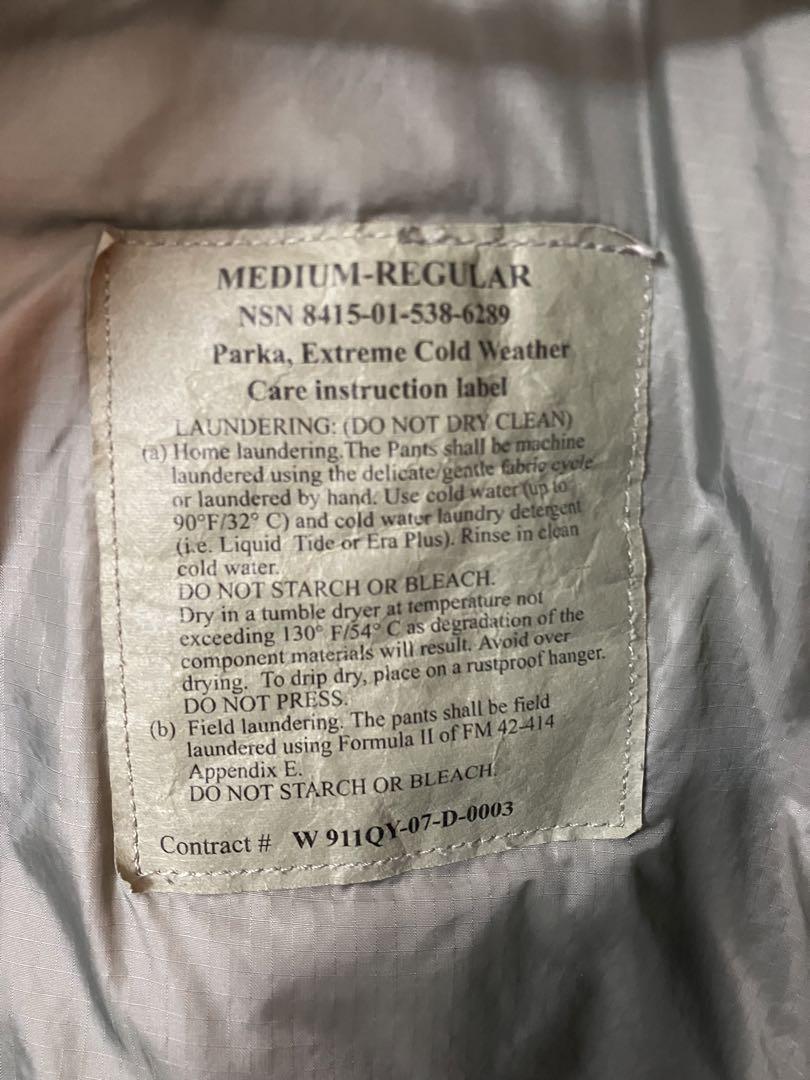 MEDIUM-REGULAR
NSN 8415-01-538-6289
Parka, Extreme Cold Weather
Care instruction label
LAUNDERING: (DO NOT DRY CLEAN)
(a) Home laundering.The Pants shall be machine
laundered using the delicate/gentle fabric cycle
or laundered by hand. Use cold water (up to
90°F/32° C) and cold water laundry detergent
(i.e. Liquid Tide or Era Plus). Rinse in clean
cold water.
DO NOT STARCH OR BLEACH.
Dry in a tumble dryer at temperature not
exceeding 130° F/54° C as degradation of the
component materials will result. Avoid over
drying. To drip dry, place on a rustproof hanger.
DO NOT PRESS.
(b) Field laundering. The pants shall be field
laundered using Formula II of FM 42-414
Appendix E.
DO NOT STARCH OR BLEACH.
Contract # W 911QY-07-D-0003